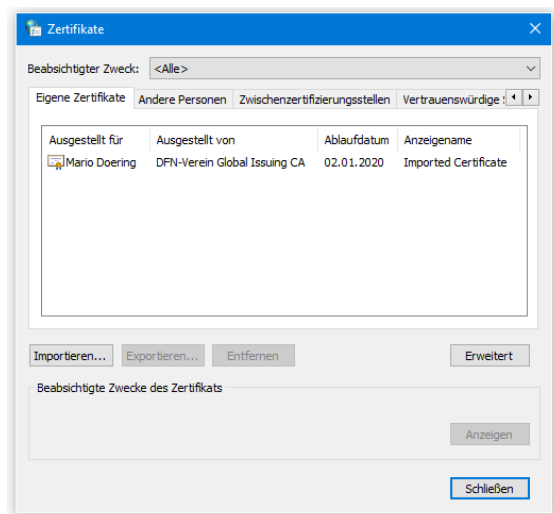 Zertifikate
Beabsichtigter Zweck: <Alle>
Eigene Zertifikate Andere Personen Zwischenzertifizierungsstellen Vertrauenswürdige
Ausgestellt für Ausgestellt von Ablaufdatum Anzeigename
Mario Doering DFN-Verein Global Issuing CA 02.01.2020 Imported Certificate
Importieren... Exportieren... Entfernen Erweitert
Beabsichtigte Zwecke des Zertifikats
Anzeigen
Schließen